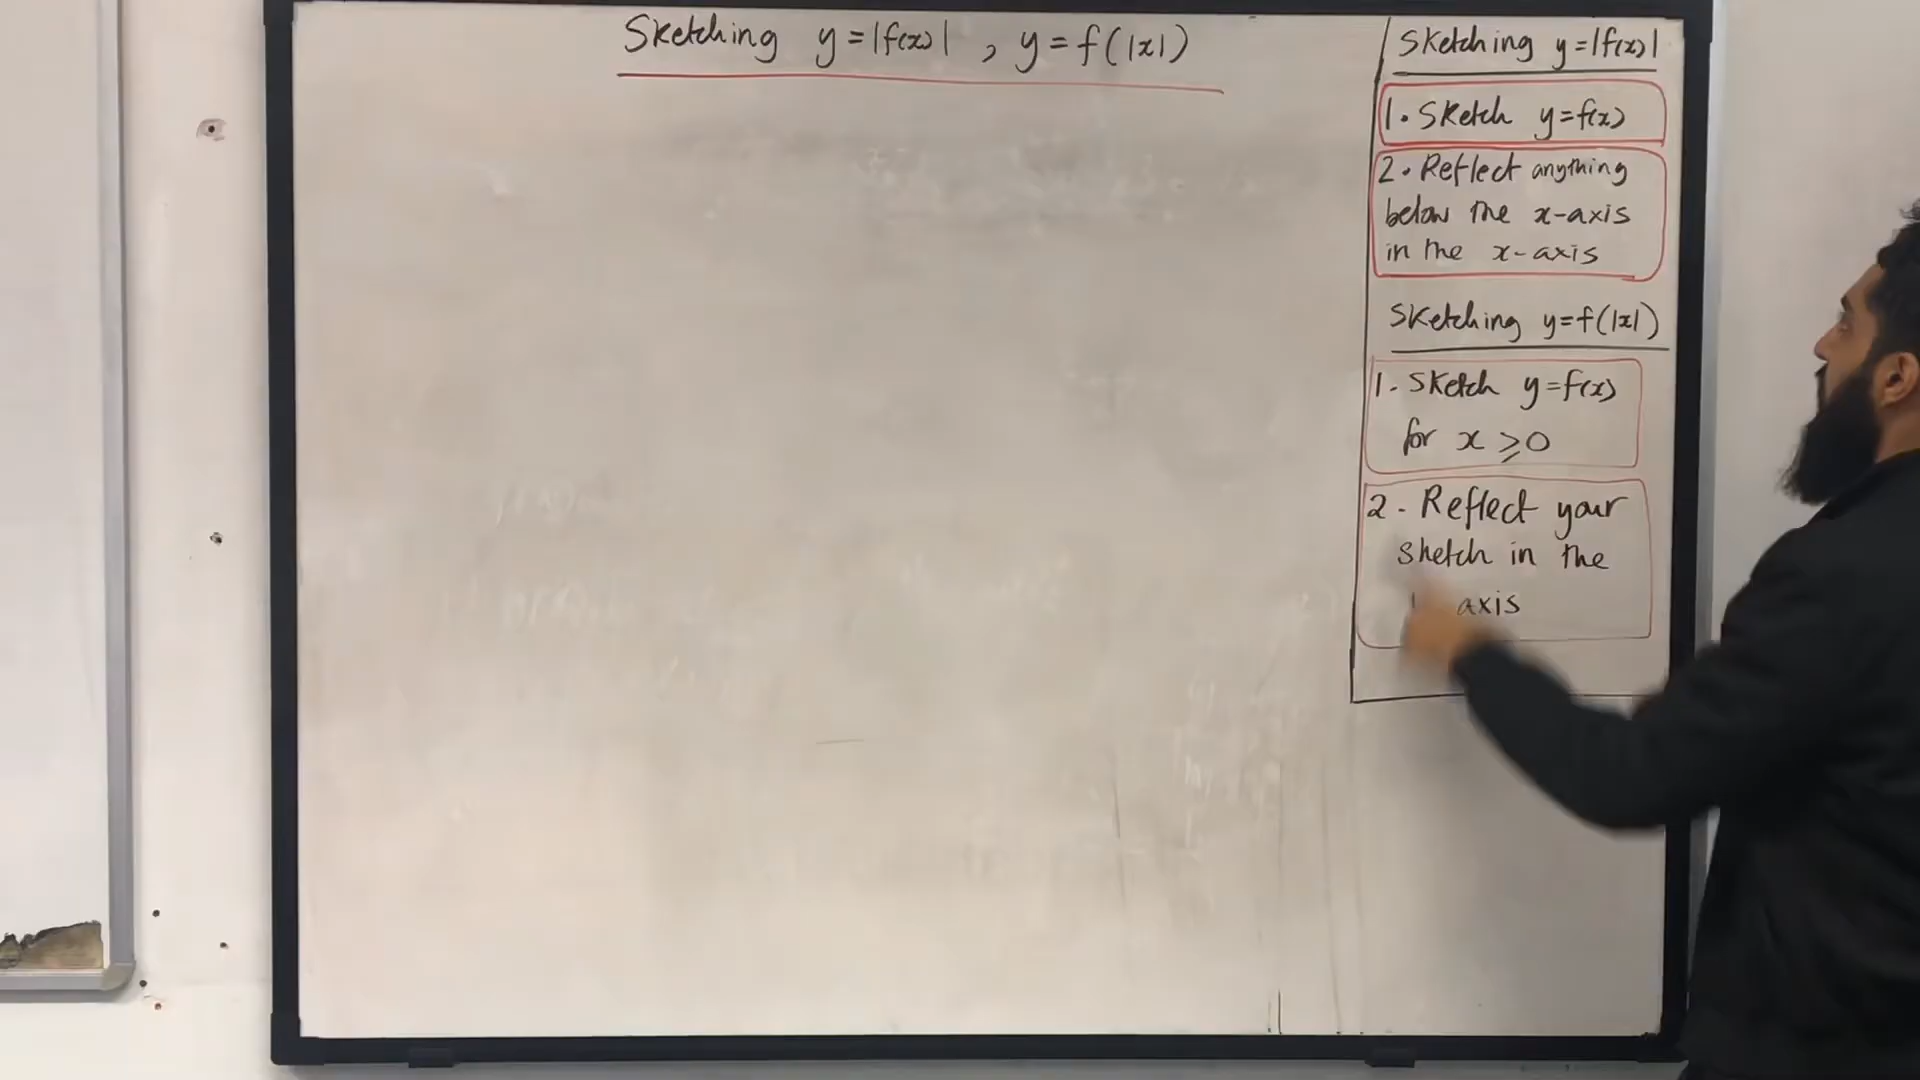 Sketching y=|f(x)| , y=f(|x|)
Sketching y=|f(x)|
1. Sketch y=f(x)
2. Reflect anything
below the x-axis
in the x-axis
Sketching y=f(|x|)
1. Sketch y=f(x)
for x ⩾0
2. Reflect your
sketch in the
axis